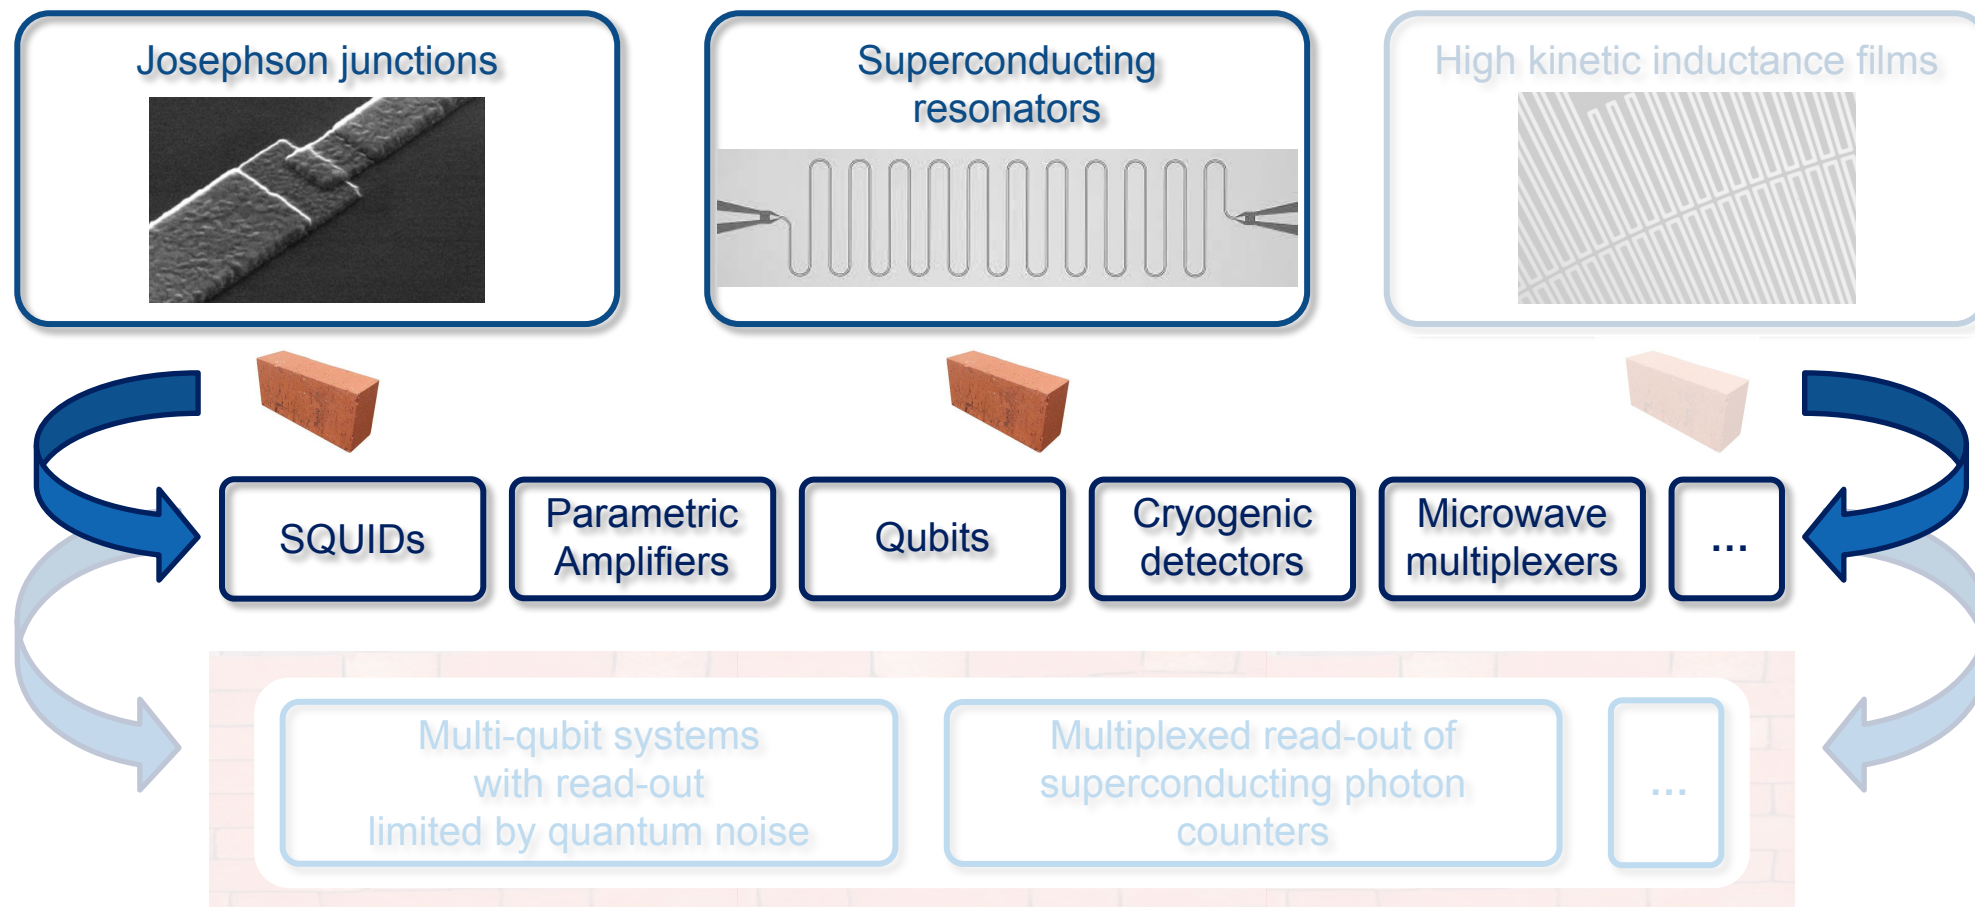 Josephson junctions
Superconducting
resonators
High kinetic inductance films
SQUIDs
Parametric
Amplifiers
Qubits
Cryogenic
detectors
Microwave
multiplexers
...
Multi-qubit systems
with read-out
limited by quantum noise
Multiplexed read-out of
superconducting photon
counters
...